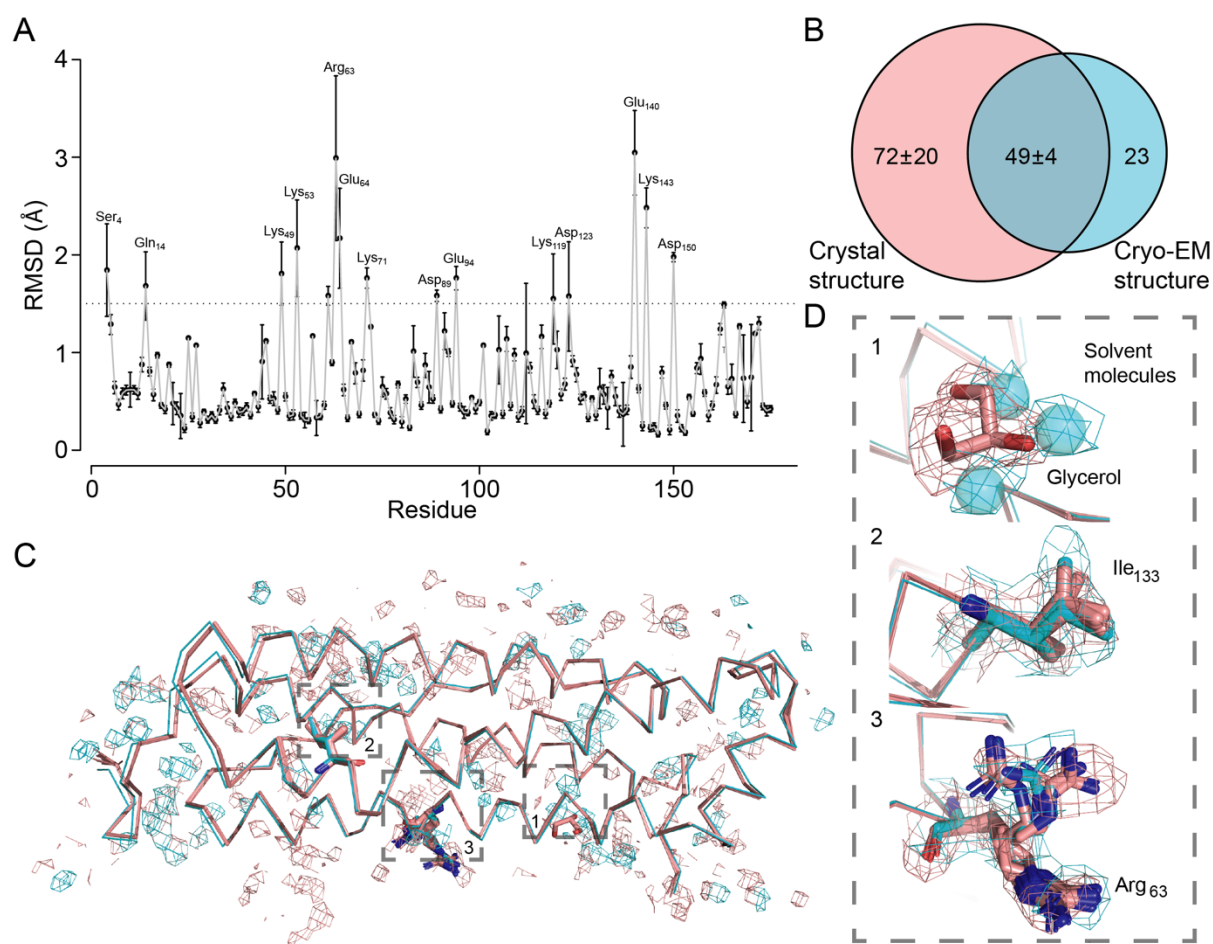 A
RMSD (Å)
4
3
2
1
0
Ser4
Gln14
Lys49
Lys53
Arg63
Glu64
Lys71
Asp89
Glu94
Lys119
Asp123
Glu140
Lys143
Asp150
0 50 100 150
Residue
B
72±20 49±4 23
Crystal structure
Cryo-EM structure
C
2
1
3
D
1
Solvent
molecules
Glycerol
2
Ile133
3
Arg63